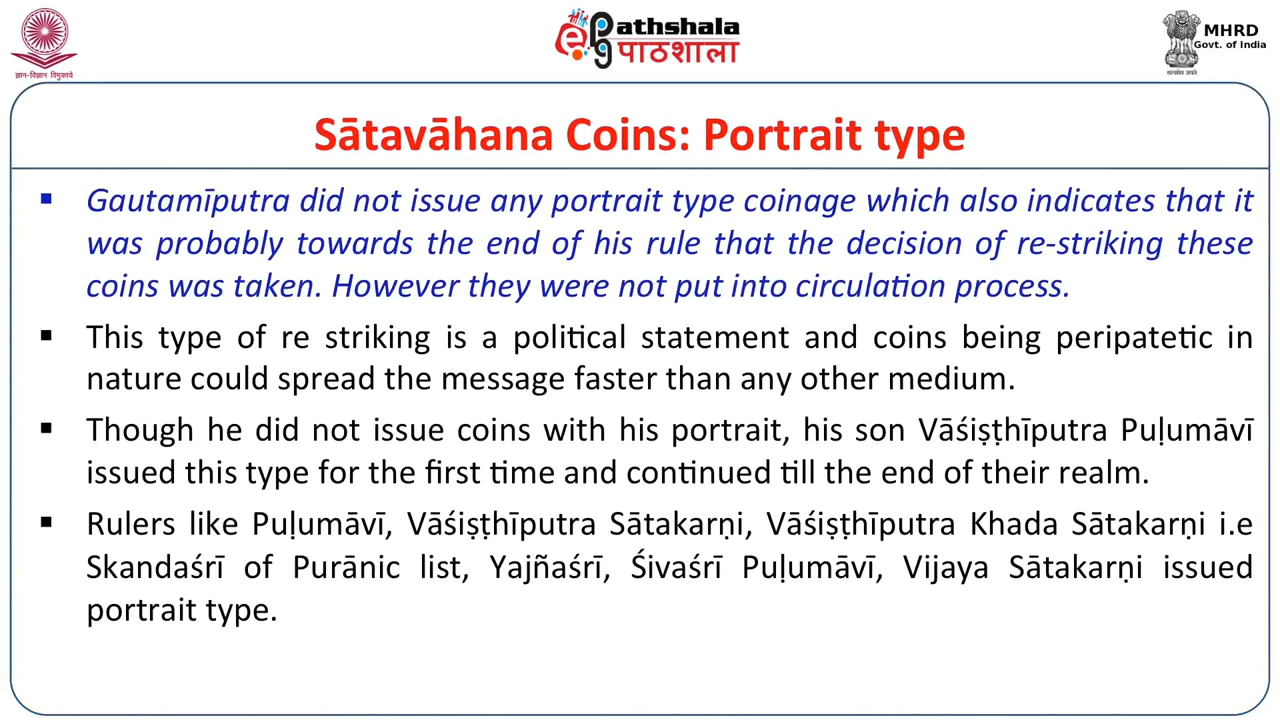 ज्ञान-विज्ञान विमुक्तये
ePathshala
पाठशाला
MHRD
Govt. of India
सत्यमेव जयते
Sātavāhana Coins: Portrait type
▪ Gautamīputra did not issue any portrait type coinage which also indicates that it
was probably towards the end of his rule that the decision of re-striking these
coins was taken. However they were not put into circulation process.
▪ This type of re striking is a political statement and coins being peripatetic in
nature could spread the message faster than any other medium.
▪ Though he did not issue coins with his portrait, his son Vāśiṣṭhīputra Puḷumāvī
issued this type for the first time and continued till the end of their realm.
▪ Rulers like Puḷumāvī, Vāśiṣṭhīputra Sātakarṇi, Vāśiṣṭhīputra Khada Sātakarṇi i.e
Skandaśrī of Purānic list, Yajñaśrī, Śivaśrī Puḷumāvī, Vijaya Sātakarṇi issued
portrait type.